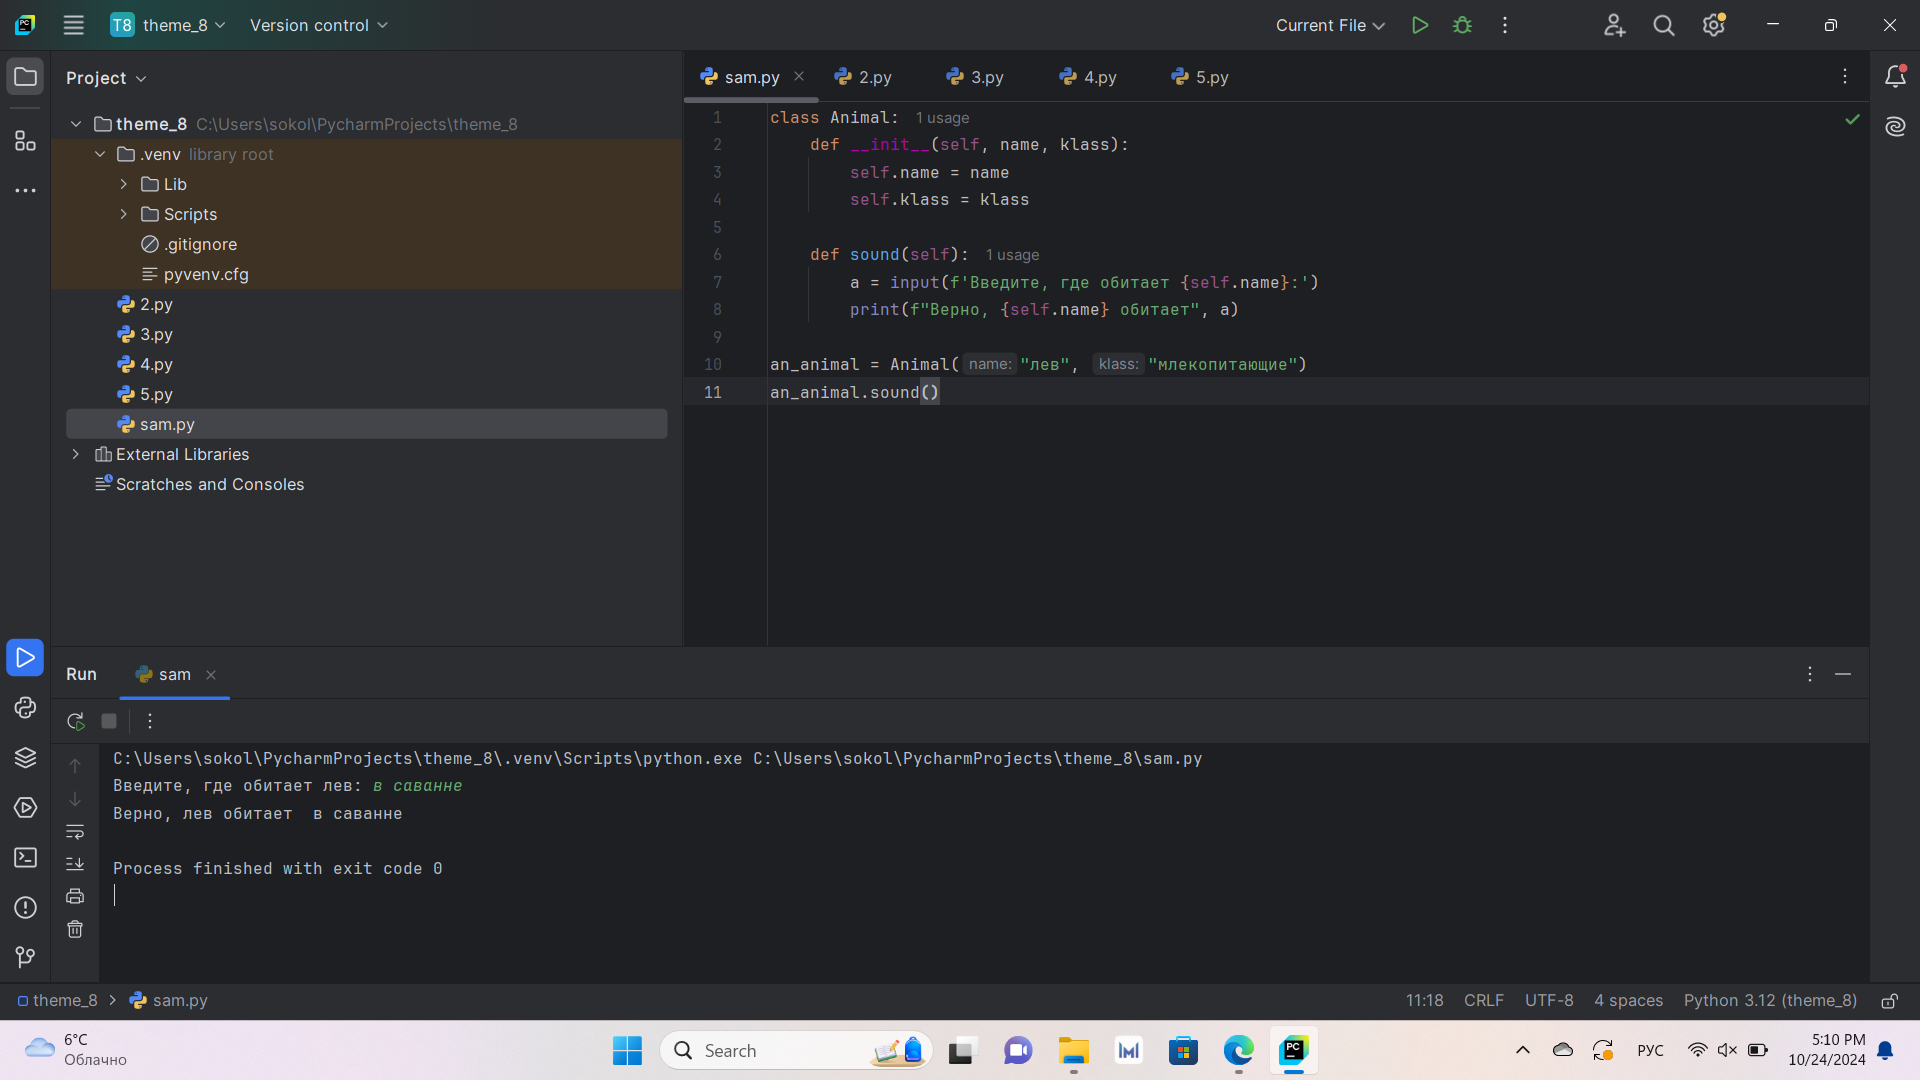 T8 theme_8 Version control Current File
Project
sam.py 2.py 3.py 4.py 5.py
theme_8 C:\Users\sokol\PycharmProjects\theme_8
.venv library root
Lib
Scripts
.gitignore
pyvenv.cfg
2.py
3.py
4.py
5.py
sam.py
External Libraries
Scratches and Consoles
1 class Animal: 1 usage
2 def __init__(self, name, klass):
3 self.name = name
4 self.klass = klass
5
6 def sound(self): 1 usage
7 a = input(f'Введите, где обитает {self.name}:')
8 print(f"Верно, {self.name} обитает", a)
9
10 an_animal = Animal( name: "лев", klass: "млекопитающие")
11 an_animal.sound()
Run sam
C:\Users\sokol\PycharmProjects\theme_8\.venv\Scripts\python.exe C:\Users\sokol\PycharmProjects\theme_8\sam.py
Введите, где обитает лев: в саванне
Верно, лев обитает  в саванне
Process finished with exit code 0
theme_8 > sam.py 11:18 CRLF UTF-8 4 spaces Python 3.12 (theme_8)
6°C
Облачно
Search
PC
РУС
5:10 PM
10/24/2024